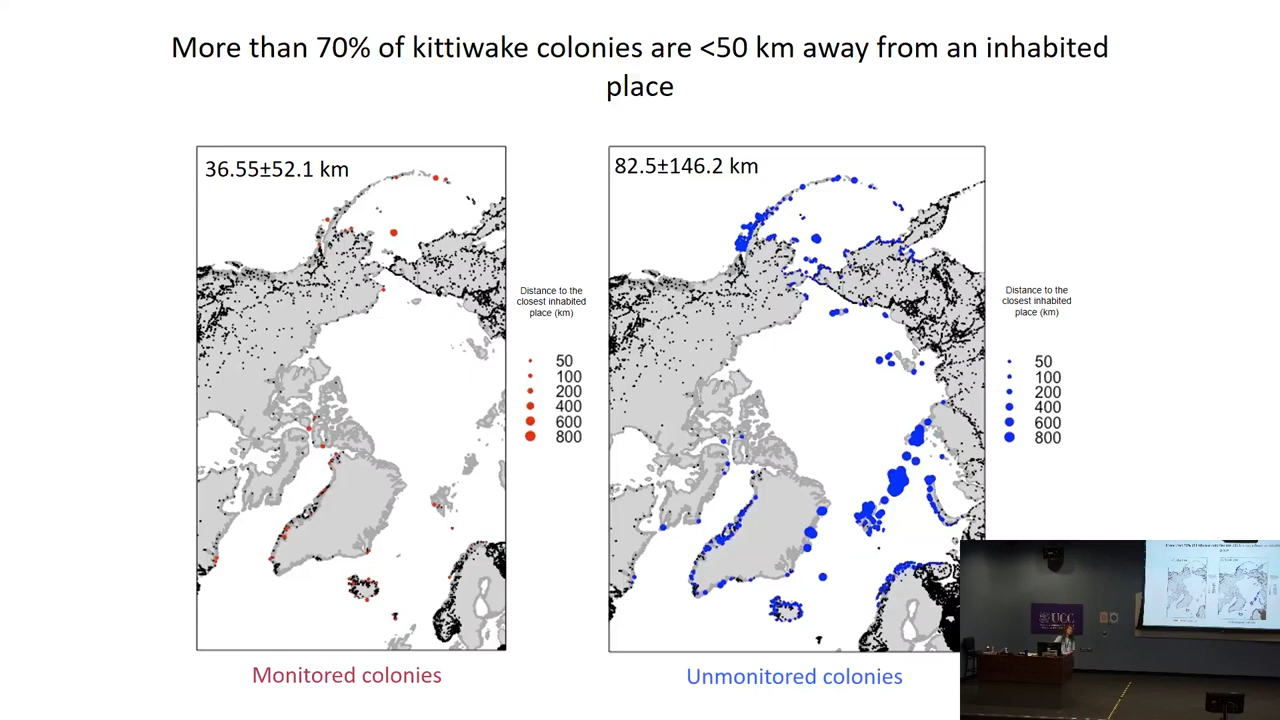 More than 70% of kittiwake colonies are <50 km away from an inhabited
place
36.55±52.1 km
Distance to the
closest inhabited
place (km)
50
100
200
400
600
800
Monitored colonies
82.5±146.2 km
Distance to the
closest inhabited
place (km)
50
100
200
400
600
800
Unmonitored colonies
UCC